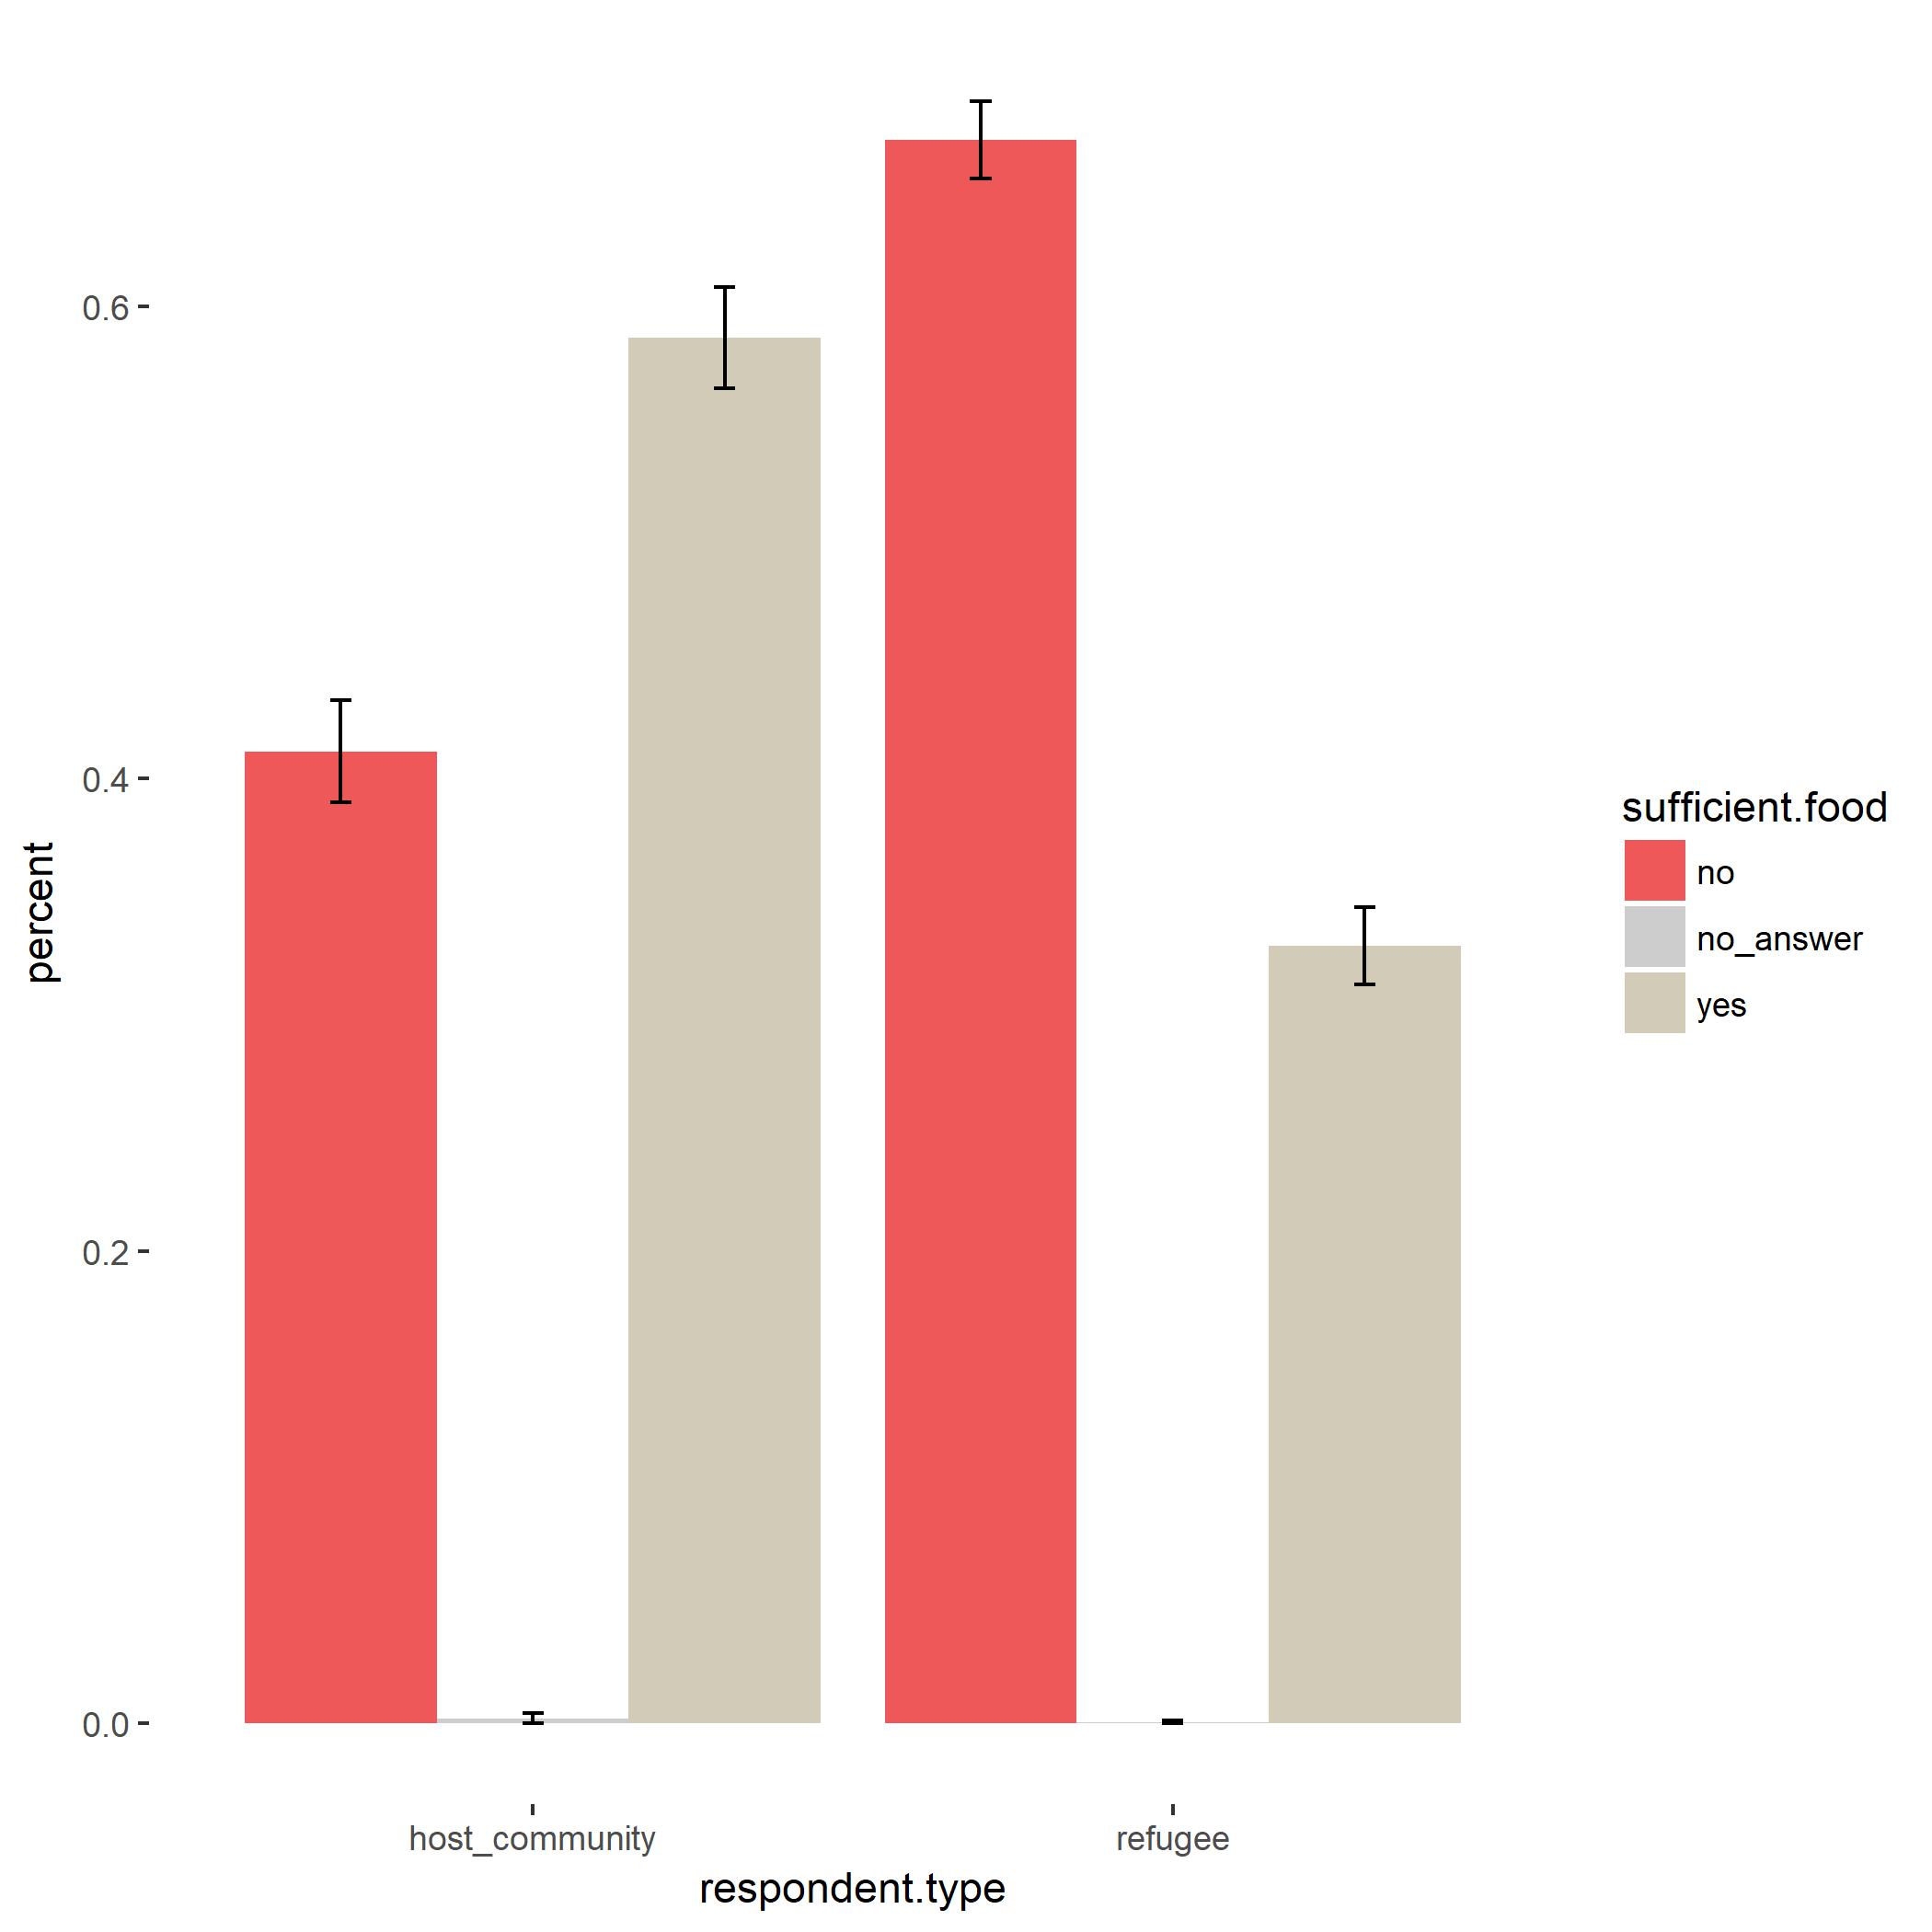 percent
0.6
0.4
0.2
0.0
host_community
refugee
respondent.type
sufficient.food
no
no_answer
yes